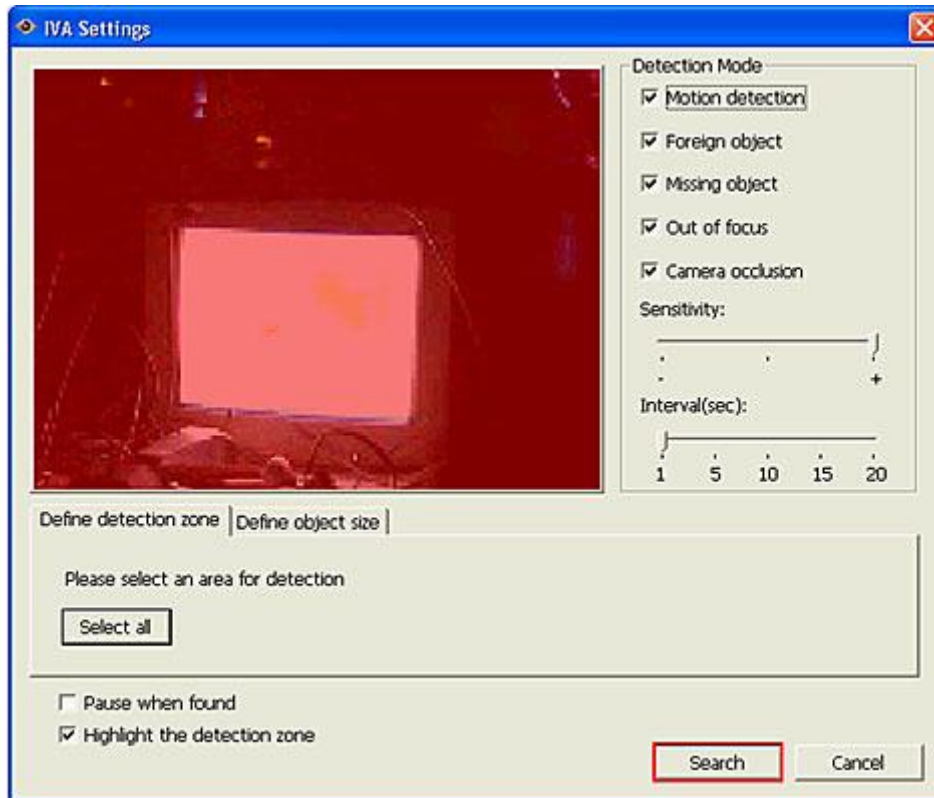 IVA Settings
Detection Mode
Motion detection
Foreign object
Missing object
Out of focus
Camera occlusion
Sensitivity:
- +
Interval(sec):
1 5 10 15 20
Define detection zone Define object size
Please select an area for detection
Select all
Pause when found
Highlight the detection zone
Search Cancel